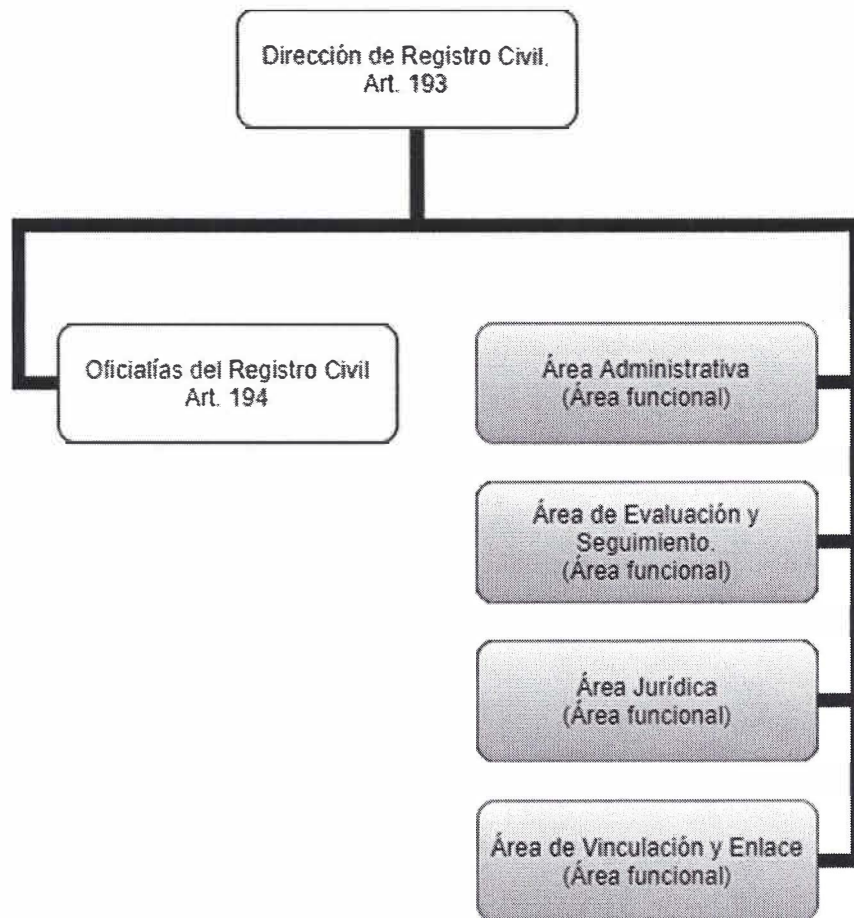 Dirección de Registro Civil.
Art. 193
Oficialías del Registro Civil
Art. 194
Área Administrativa
(Área funcional)
Área de Evaluación y
Seguimiento.
(Área funcional)
Área Jurídica
(Área funcional)
Área de Vinculación y Enlace
(Área funcional)